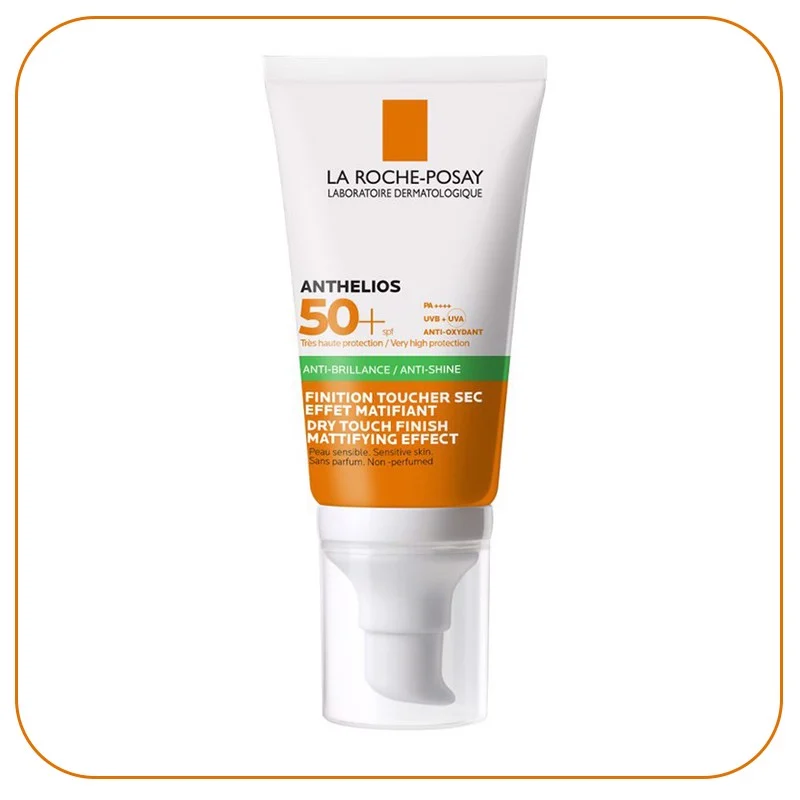 LA ROCHE-POSAY
LABORATOIRE DERMATOLOGIQUE
ANTHELIOS
50+ spf
PA ++++
UVB + UVA
ANTI-OXYDANT
Très haute protection / Very high protection
ANTI-BRILLANCE / ANTI-SHINE
FINITION TOUCHER SEC
EFFET MATIFIANT
DRY TOUCH FINISH
MATTIFYING EFFECT
Peau sensible. Sensitive skin.
Sans parfum. Non-perfumed